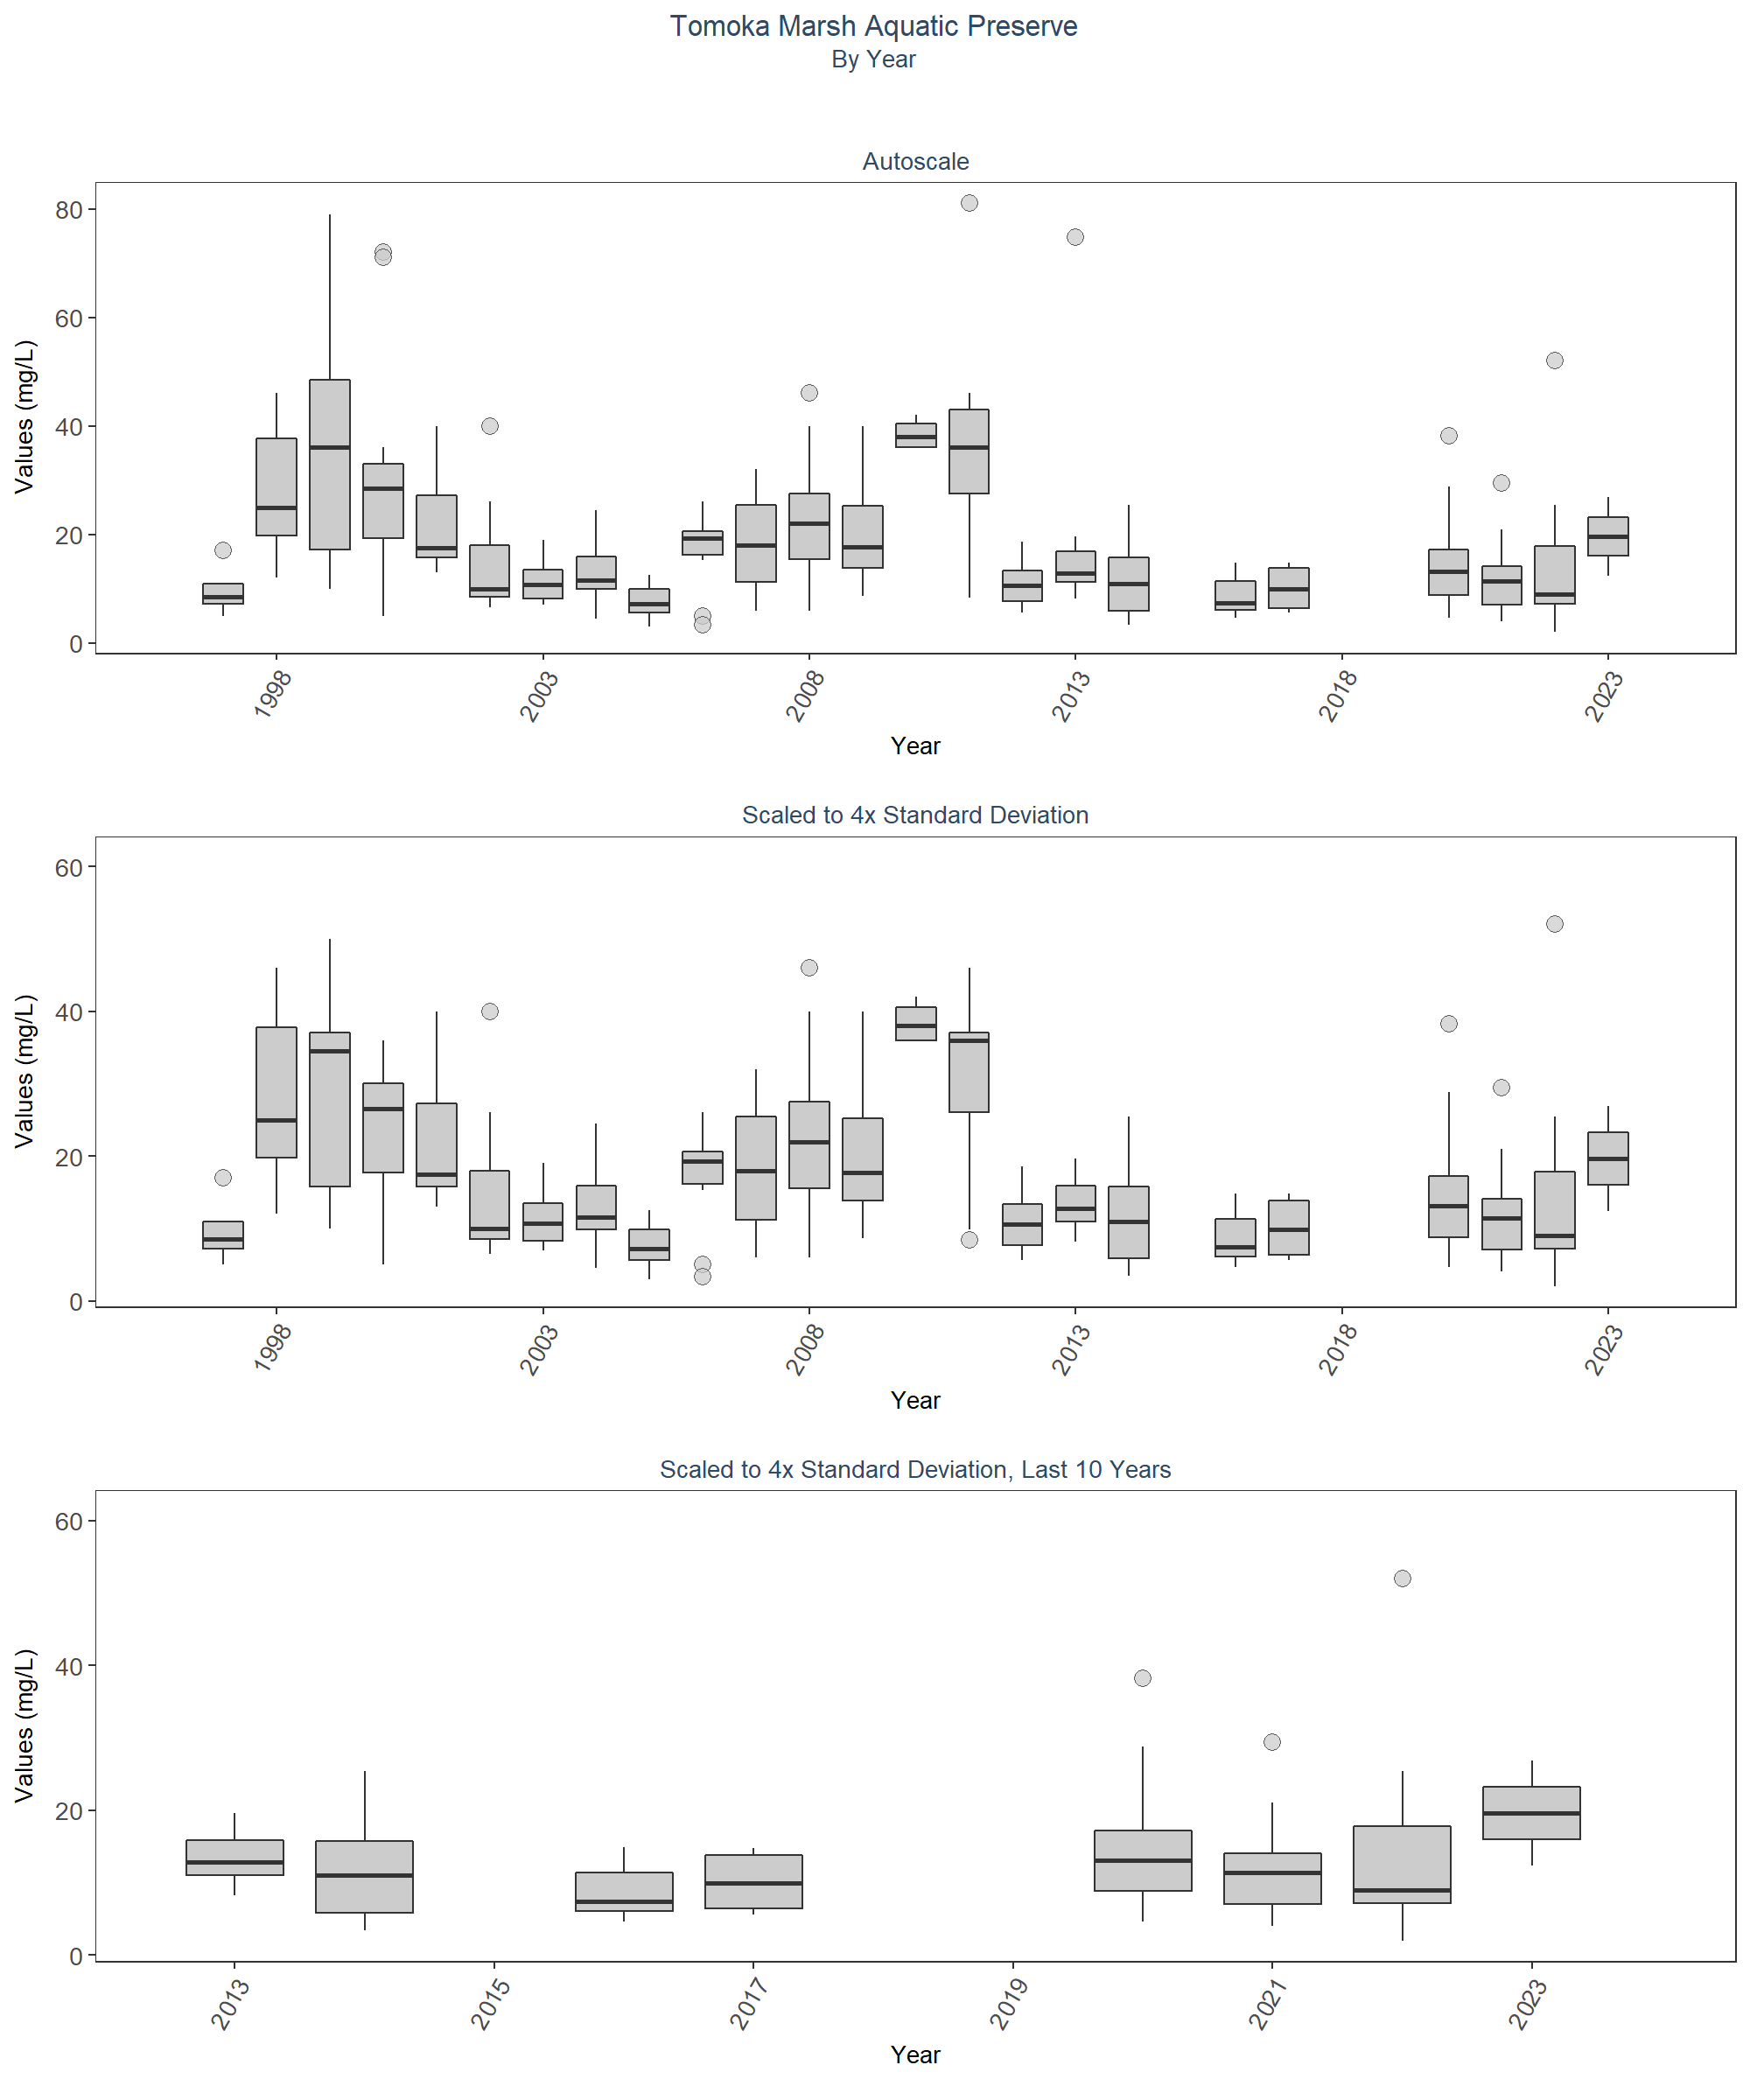 Tomoka Marsh Aquatic Preserve
By Year
Autoscale
Values (mg/L)
80
60
40
20
0
1998 2003 2008 2013 2018 2023
Year
Scaled to 4x Standard Deviation
Values (mg/L)
60
40
20
0
1998 2003 2008 2013 2018 2023
Year
Scaled to 4x Standard Deviation, Last 10 Years
Values (mg/L)
60
40
20
0
2013 2015 2017 2019 2021 2023
Year